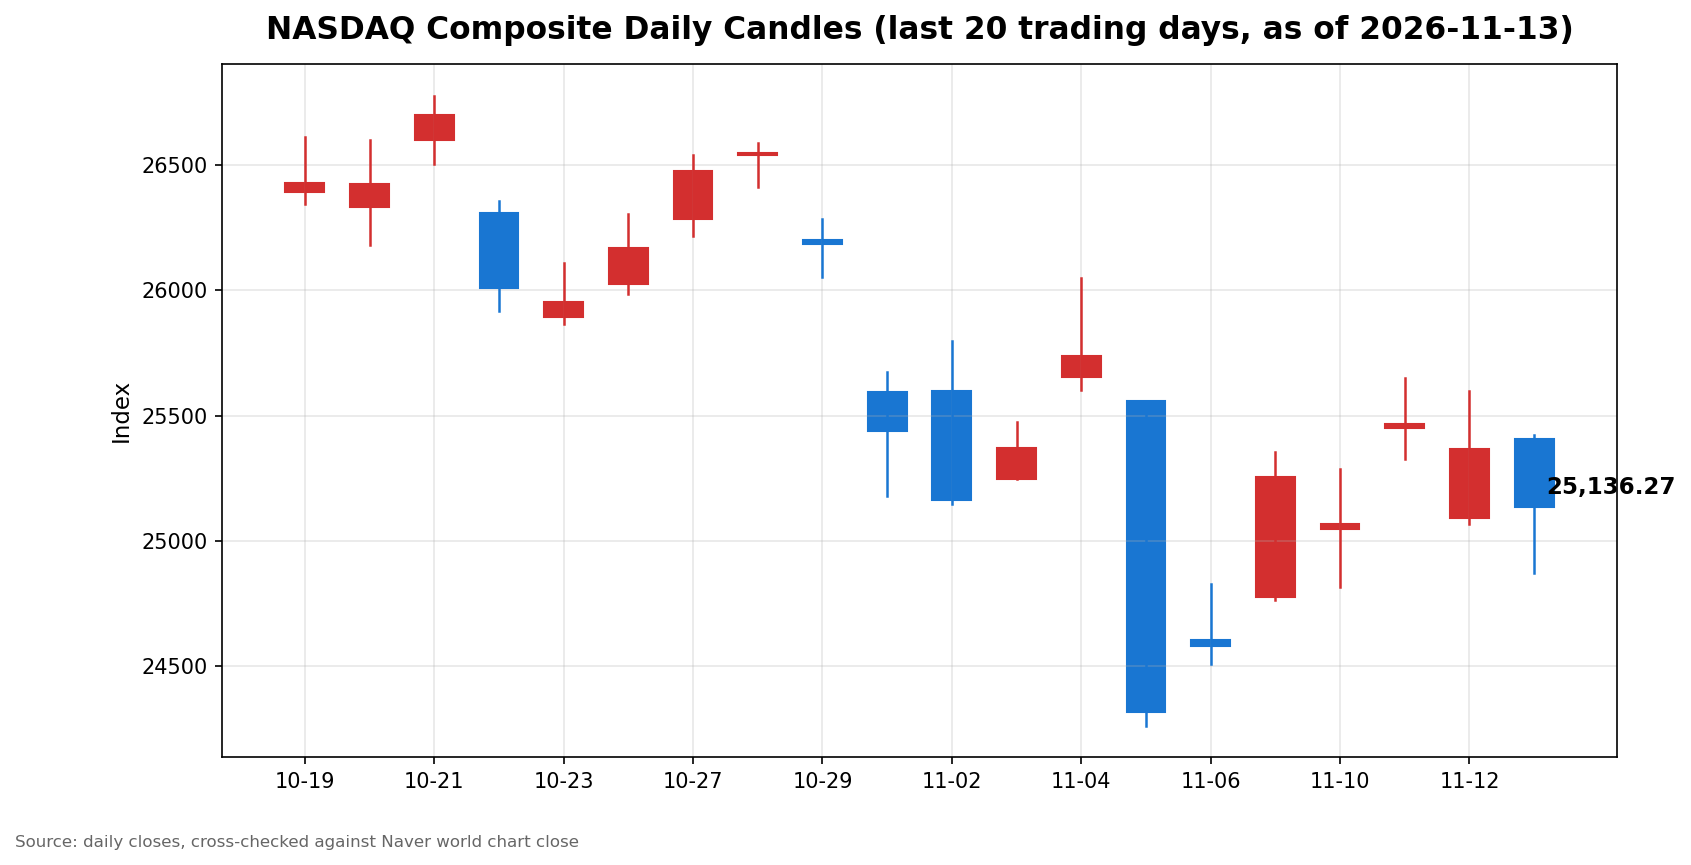 NASDAQ Composite Daily Candles (last 20 trading days, as of 2026-11-13)
Index
26500
26000
25500
25000
24500
25,136.27
10-19 10-21 10-23 10-27 10-29 11-02 11-04 11-06 11-10 11-12
Source: daily closes, cross-checked against Naver world chart close